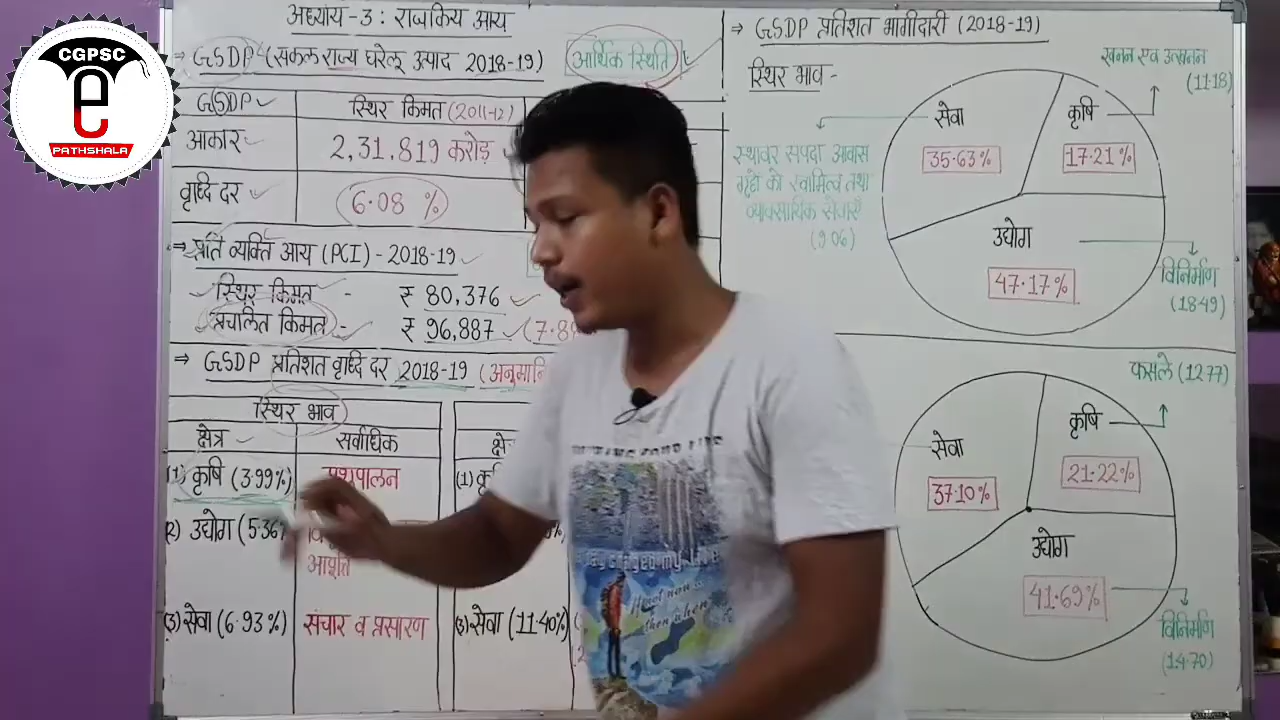 CGPSC
e
PATHSHALA
अध्याय-3 : राजकिय आय
→ GSDP (सकल राज्य घरेलू उत्पाद 2018-19)
आर्थिक स्थिति
GSDP
स्थिर किमत (2011-12)
आकार
2,31,819 करोड़
वृध्दि दर
6.08 %
→ प्रति व्यक्ति आय (PCI) - 2018-19
स्थिर किमत - ₹ 80,376
प्रचलित किमत - ₹ 96,887
→ GSDP प्रतिशत वृध्दि दर 2018-19
स्थिर भाव
क्षेत्र
सर्वाधिक
(1) कृषि (3.99%)
पशुपालन
(2) उद्योग (5.36
आपूर्ति
(3) सेवा (6.93%)
संचार व प्रसारण
(3) सेवा (11.40%)
→ GSDP प्रतिशत भागीदारी (2018-19)
स्थिर भाव -
खनन एव उत्खनन
(11.18)
सेवा
35.63%
कृषि
17.21%
उद्योग
47.17%
स्थावर संपदा आवास
गृहो को स्वामित्व तथा
व्यावसायिक सेवाएँ
(9.06)
विनिर्माण
(18.49)
फसले (12.77)
सेवा
37.10%
कृषि
21.22%
उद्योग
41.69%
विनिर्माण
(14.70)